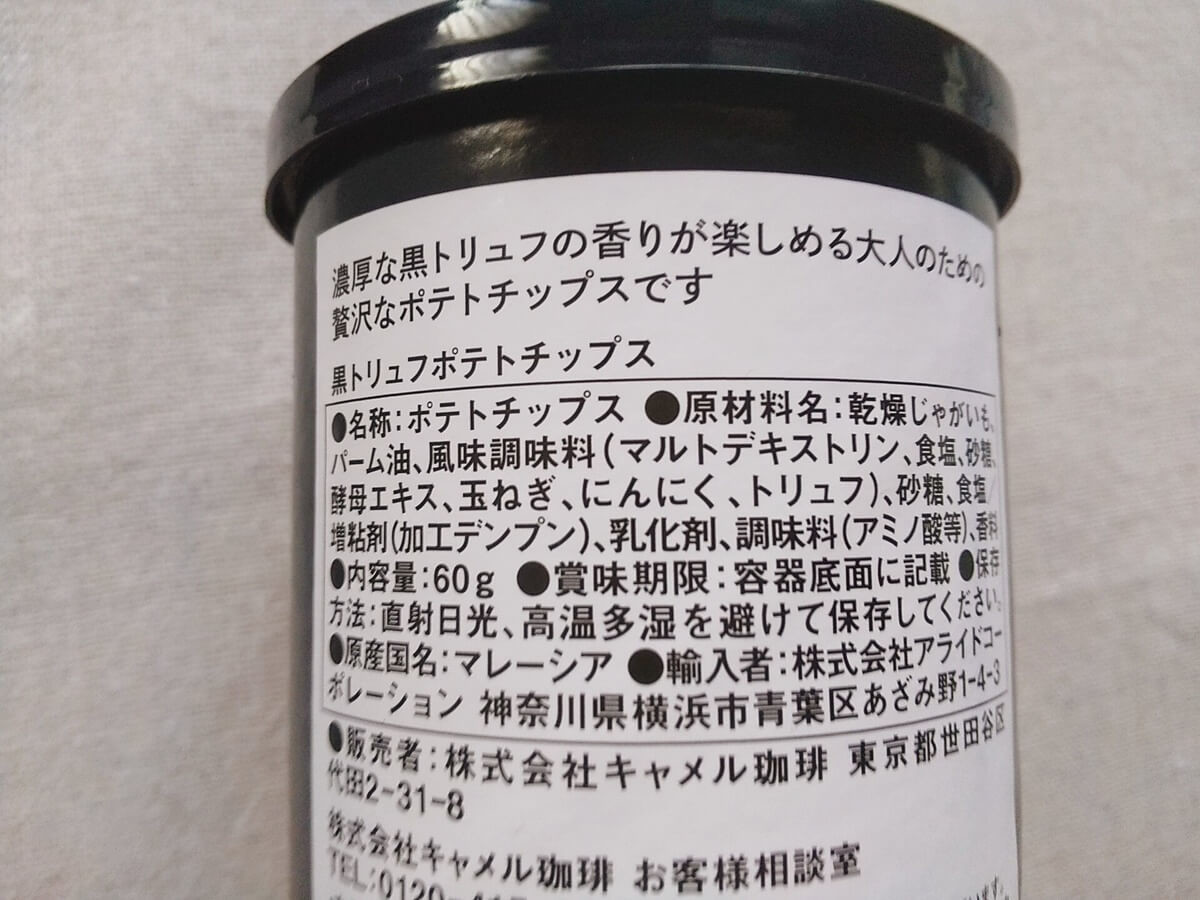 濃厚な黒トリュフの香りが楽しめる大人のための
贅沢なポテトチップスです
黒トリュフポテトチップス
●名称：ポテトチップス ●原材料名：乾燥じゃがいも、
パーム油、風味調味料（マルトデキストリン、食塩、砂糖、
酵母エキス、玉ねぎ、にんにく、トリュフ）、砂糖、食塩／
増粘剤（加工デンプン）、乳化剤、調味料（アミノ酸等）、香料
●内容量：60g ●賞味期限：容器底面に記載 ●保存
方法：直射日光、高温多湿を避けて保存してください。
●原産国名：マレーシア ●輸入者：株式会社アライドコー
ポレーション 神奈川県横浜市青葉区あざみ野1-4-3
●販売者：株式会社キャメル珈琲 東京都世田谷区
代田2-31-8
株式会社キャメル珈琲 お客様相談室
TEL:0120-